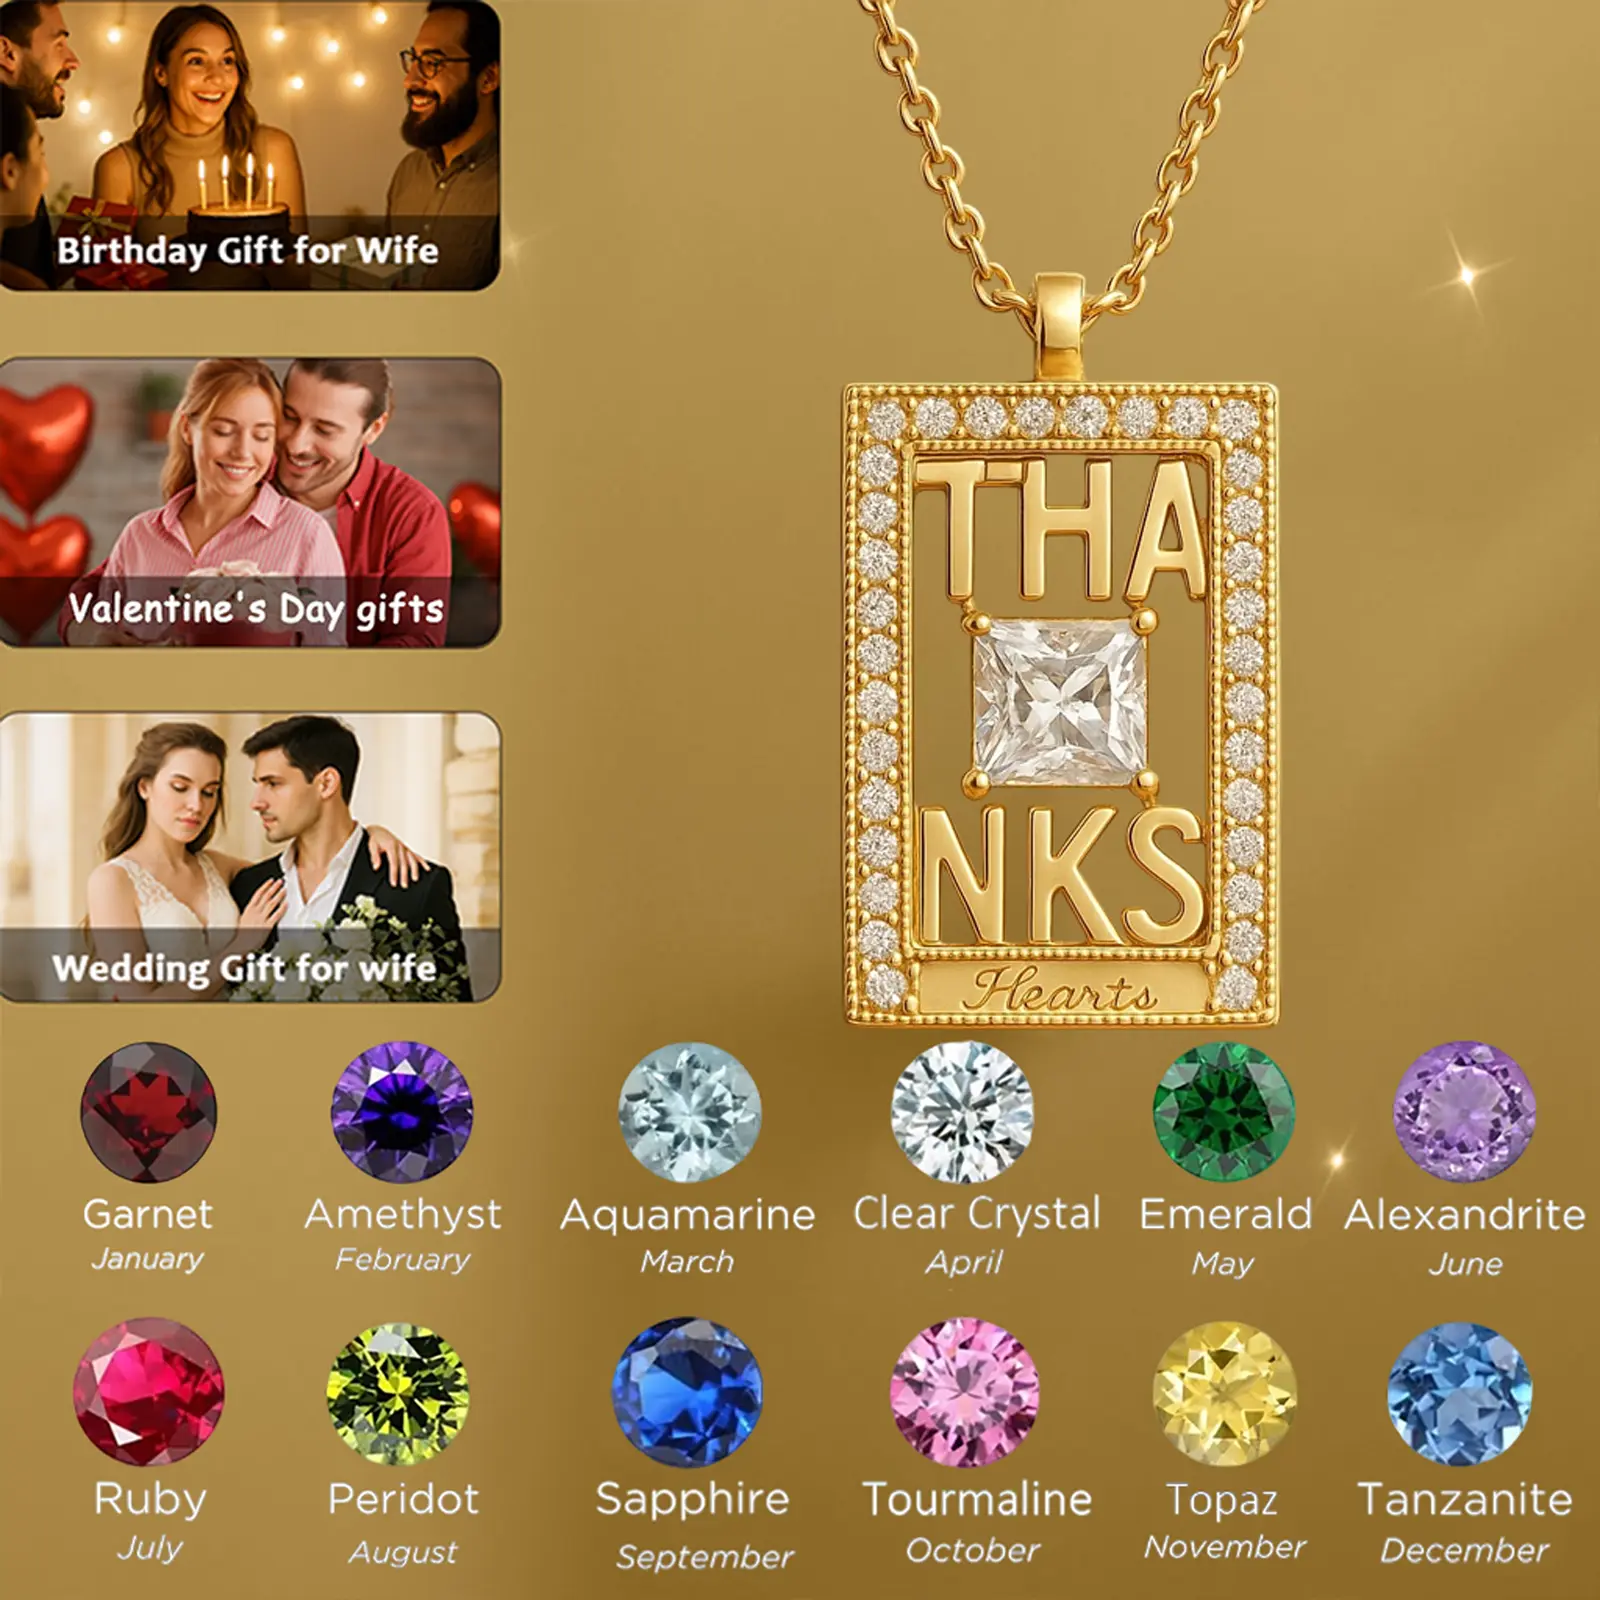 Birthday Gift for Wife
Valentine's Day gifts
Wedding Gift for wife
THA
NKS
Hearts
Garnet
January
Amethyst
February
Aquamarine
March
Clear Crystal
April
Emerald
May
Alexandrite
June
Ruby
July
Peridot
August
Sapphire
September
Tourmaline
October
Topaz
November
Tanzanite
December